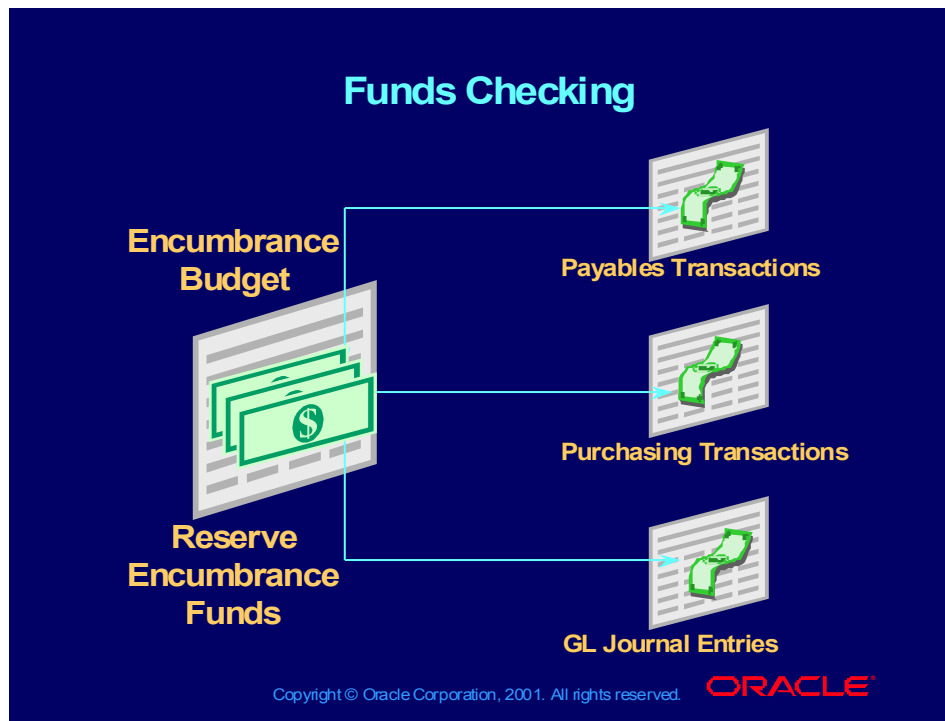 Funds Checking
Encumbrance
Budget
Payables Transactions
$
Purchasing Transactions
Reserve
Encumbrance
Funds
GL Journal Entries
Copyright © Oracle Corporation, 2001. All rights reserved.
ORACLE®